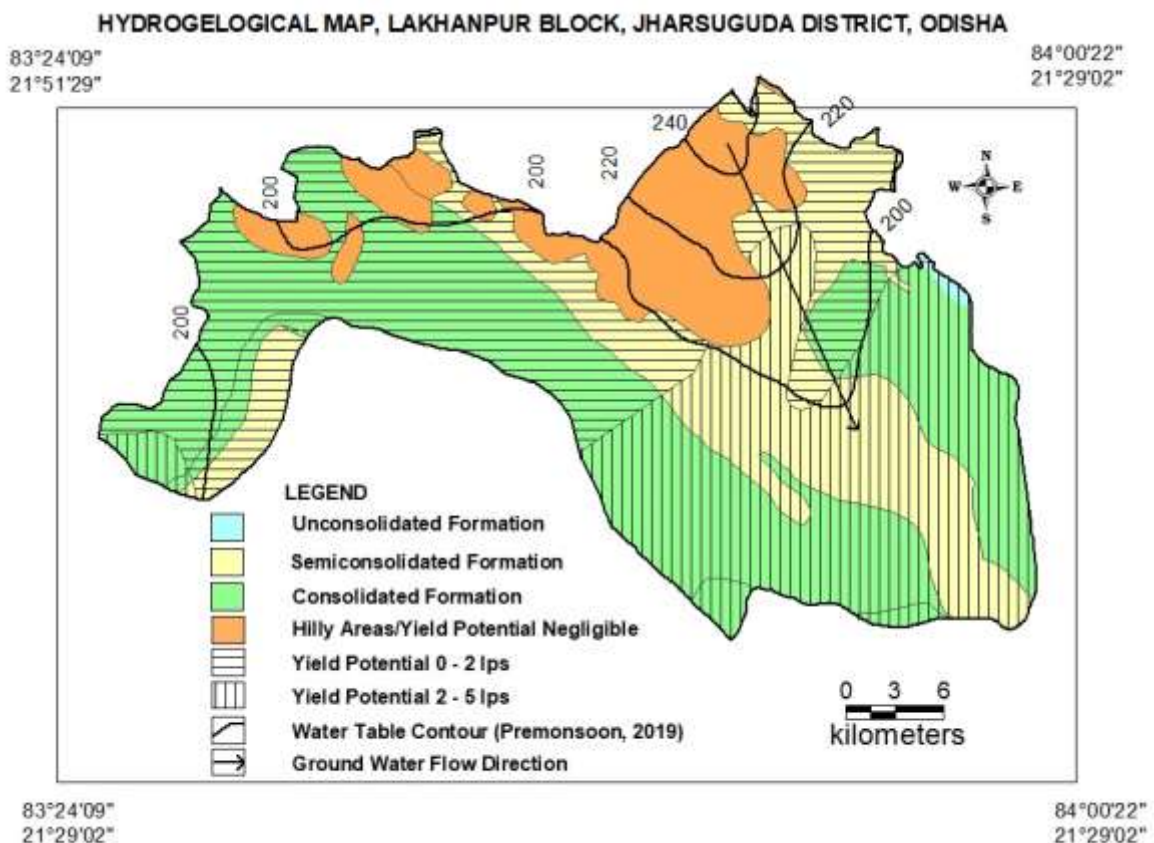 HYDROGELOGICAL MAP, LAKHANPUR BLOCK, JHARSUGUDA DISTRICT, ODISHA
83°24'09"
21°51'29"
84°00'22"
21°29'02"
240
220
220
200
200
200
200
N
W
E
S
LEGEND
Unconsolidated Formation
Semiconsolidated Formation
Consolidated Formation
Hilly Areas/Yield Potential Negligible
Yield Potential 0 - 2 lps
Yield Potential 2 - 5 lps
Water Table Contour (Premonsoon, 2019)
Ground Water Flow Direction
0 3 6
kilometers
83°24'09"
21°29'02"
84°00'22"
21°29'02"